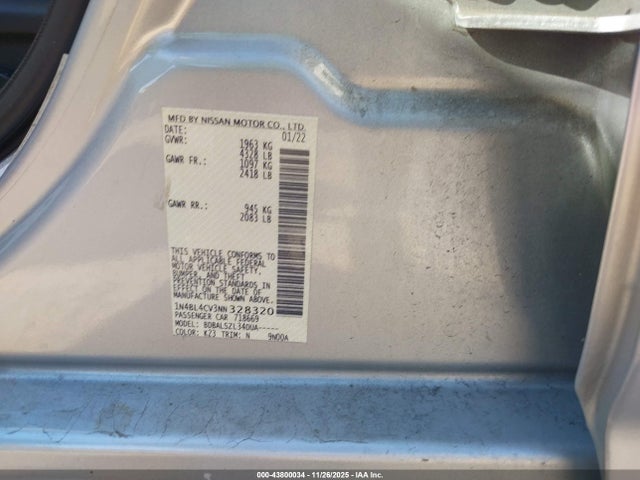 MFD BY NISSAN MOTOR CO., LTD.
DATE: 01/22
GVWR: 1963 KG
4328 LB
GAWR FR.: 1097 KG
2418 LB
GAWR RR.: 945 KG
2083 LB
THIS VEHICLE CONFORMS TO
ALL APPLICABLE FEDERAL
MOTOR VEHICLE SAFETY,
BUMPER, AND THEFT
PREVENTION STANDARDS
IN EFFECT ON THE DATE OF
MANUFACTURE SHOWN ABOVE.
1N4BL4CV3NN328320
PASSENGER CAR 718669
MODEL: BDBALSZL34DUA-----
COLOR: KZ3 TRIM: N 9N00A
000-43800034 - 11/26/2025 - IAA Inc.